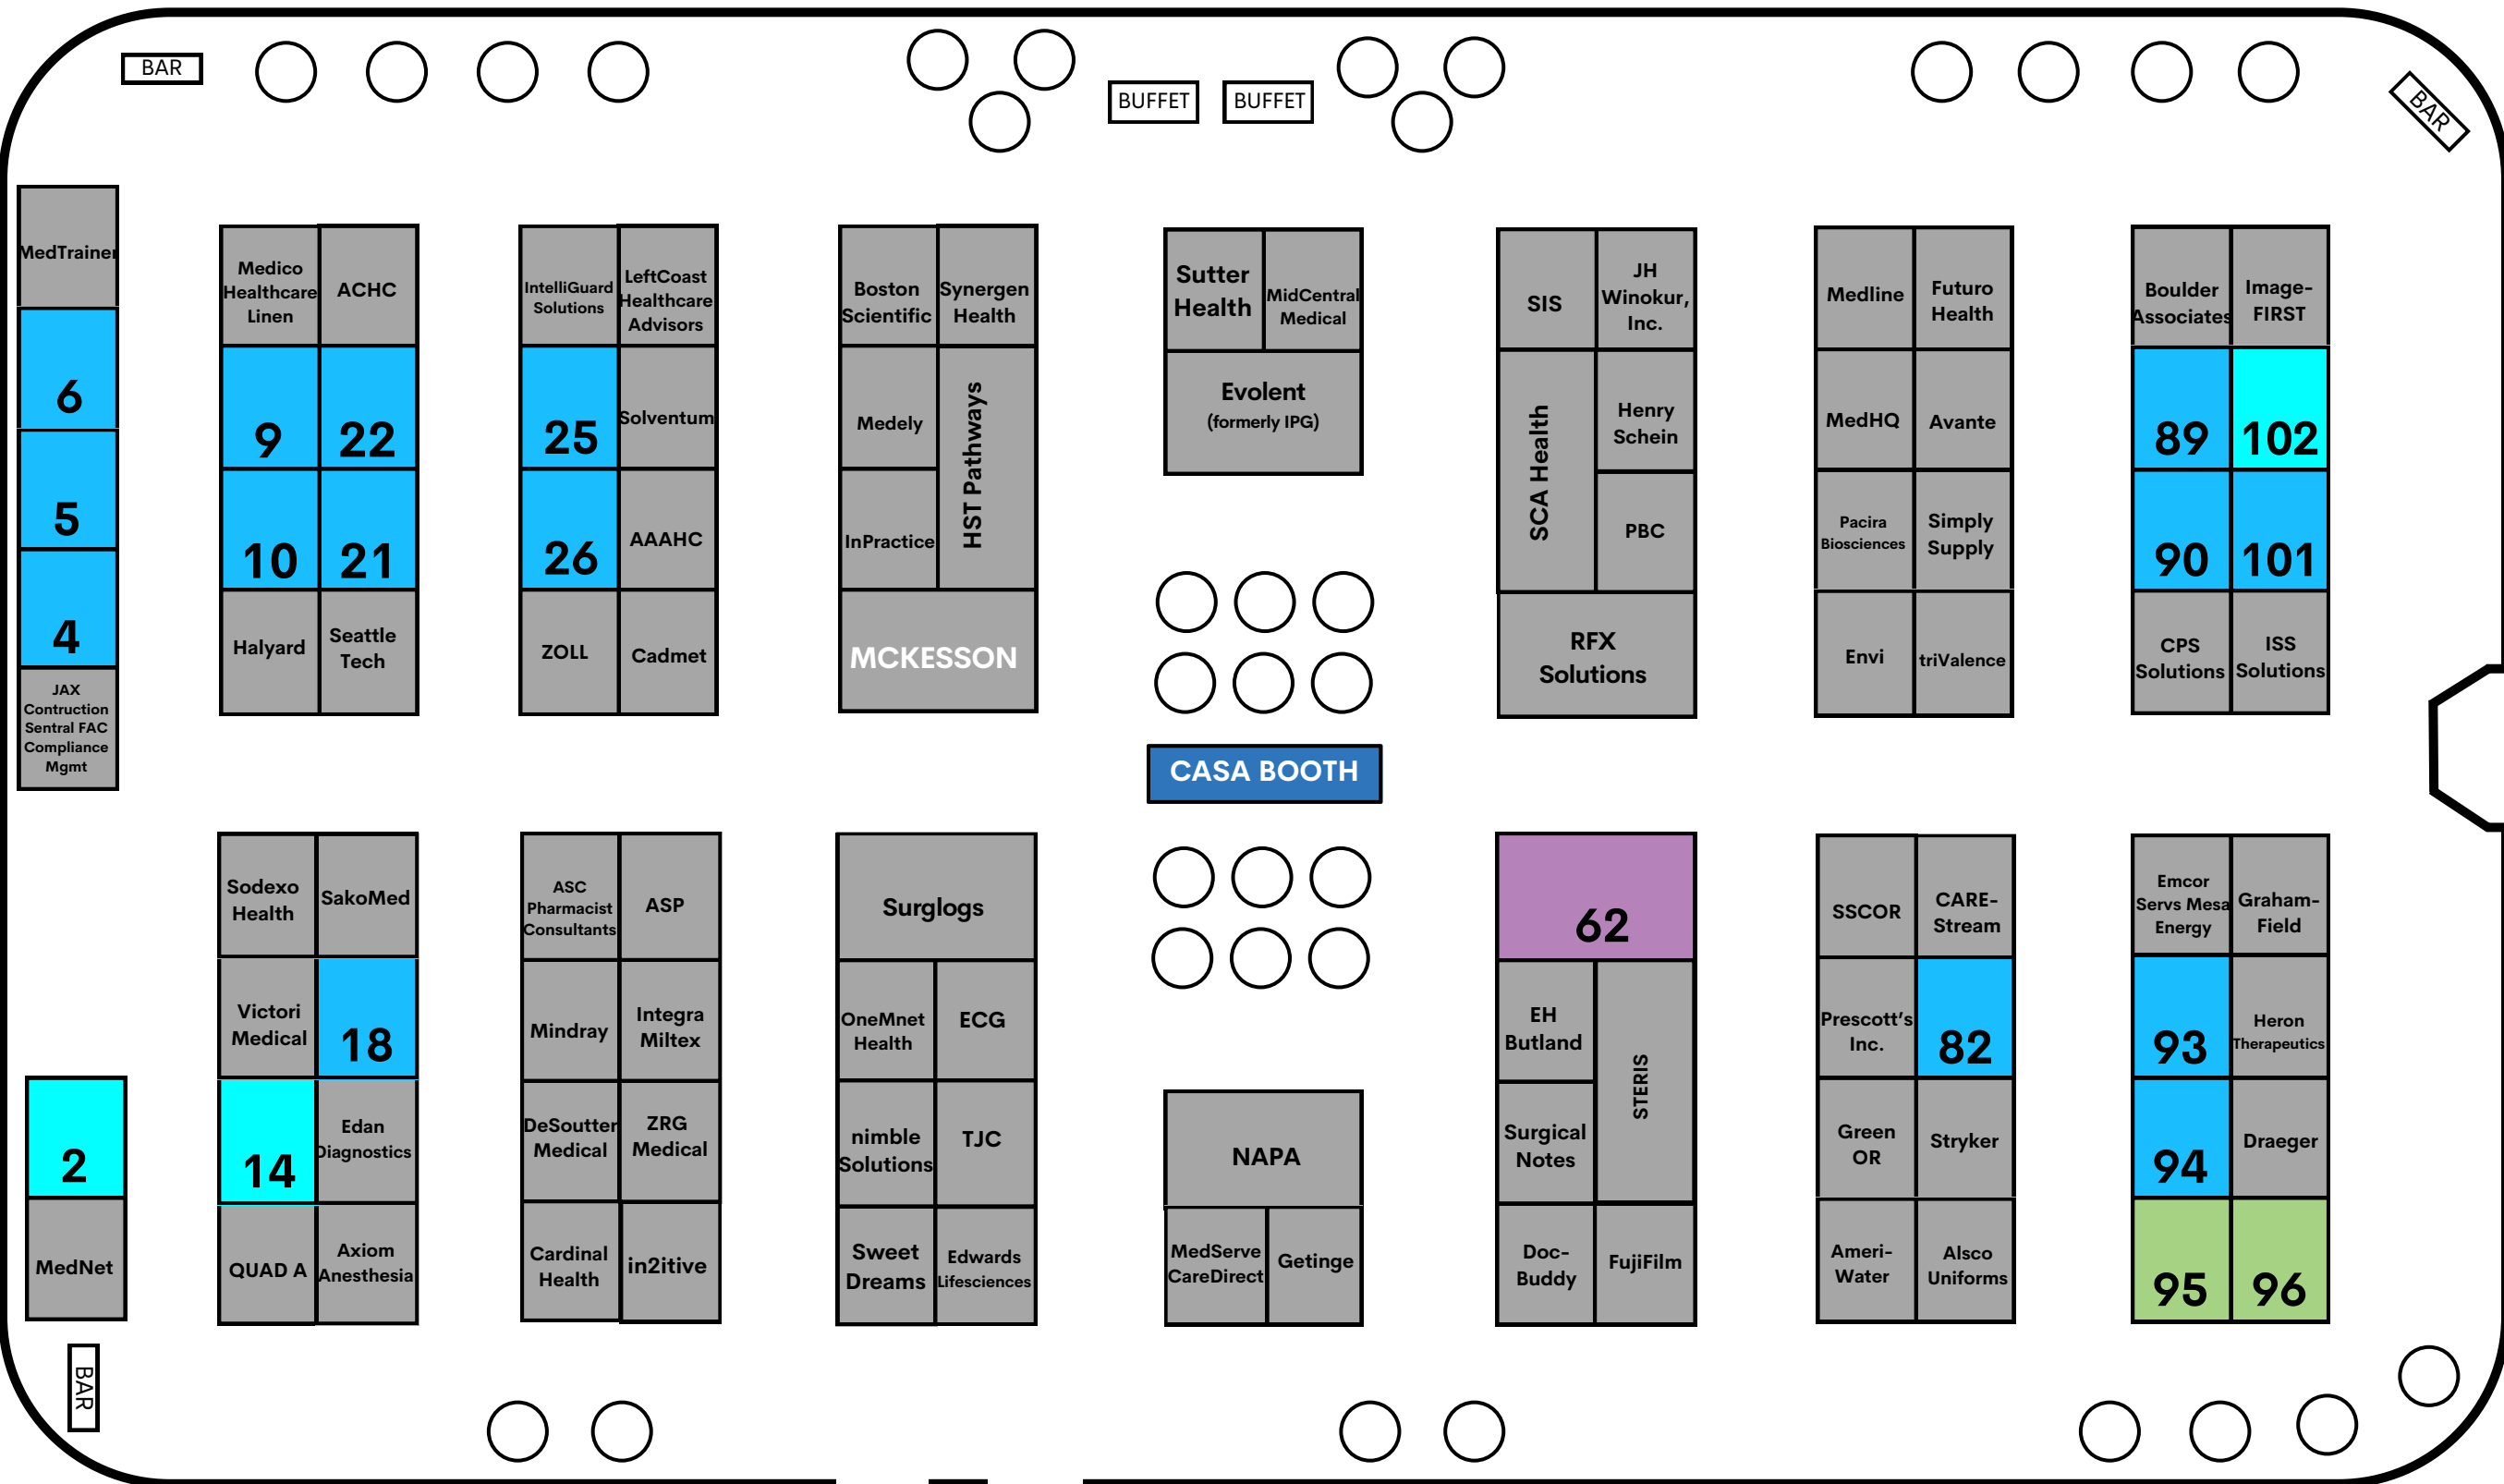 BAR
BUFFET
BUFFET
BAR
MedTrainer
6
5
4
JAX
Contruction
Sentral FAC
Compliance
Mgmt
Medico
Healthcare
Linen
ACHC
9
22
10
21
Halyard
Seattle
Tech
IntelliGuard
Solutions
LeftCoast
Healthcare
Advisors
25
Solventum
26
AAAHC
ZOLL
Cadmet
Boston
Scientific
Synergen
Health
Medely
HST Pathways
InPractice
MCKESSON
Sutter
Health
MidCentral
Medical
Evolent
(formerly IPG)
SIS
JH
Winokur,
Inc.
SCA Health
Henry
Schein
PBC
RFX
Solutions
Medline
Futuro
Health
MedHQ
Avante
Pacira
Biosciences
Simply
Supply
Envi
triValence
Boulder
Associates
Image-
FIRST
89
102
90
101
CPS
Solutions
ISS
Solutions
CASA BOOTH
2
MedNet
Sodexo
Health
SakoMed
Victori
Medical
18
14
Edan
Diagnostics
QUAD A
Axiom
Anesthesia
ASC
Pharmacist
Consultants
ASP
Mindray
Integra
Miltex
DeSoutter
Medical
ZRG
Medical
Cardinal
Health
in2itive
Surglogs
OneMnet
Health
ECG
nimble
Solutions
TJC
Sweet
Dreams
Edwards
Lifesciences
NAPA
MedServe
CareDirect
Getinge
62
EH
Butland
STERIS
Surgical
Notes
Doc-
Buddy
FujiFilm
SSCOR
CARE-
Stream
Prescott's
Inc.
82
Green
OR
Stryker
Ameri-
Water
Alsco
Uniforms
Emcor
Servs Mesa
Energy
Graham-
Field
93
Heron
Therapeutics
94
Draeger
95
96
BAR